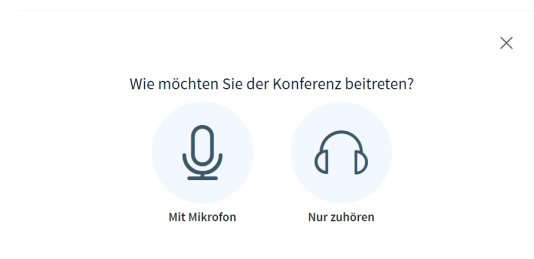 Wie möchten Sie der Konferenz beitreten?
Mit Mikrofon
Nur zuhören